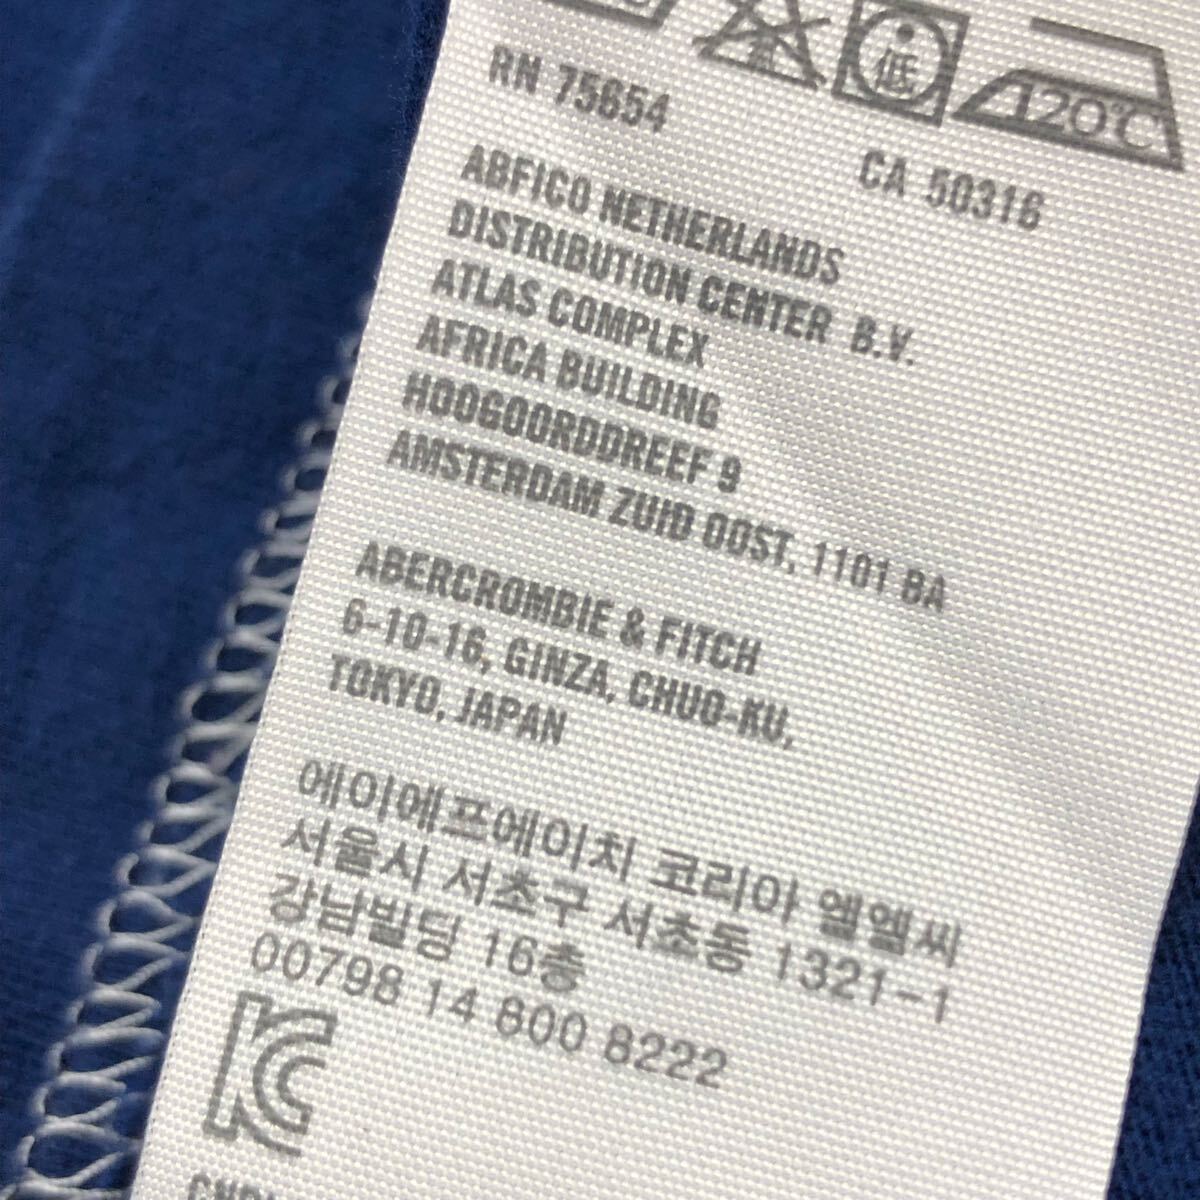 低
120℃
RN 75654
CA 50316
ABFICO NETHERLANDS
DISTRIBUTION CENTER B.V.
ATLAS COMPLEX
AFRICA BUILDING
HOOGOORDDREEF 9
AMSTERDAM ZUID OOST, 1101 BA
ABERCROMBIE & FITCH
6-10-16, GINZA, CHUO-KU,
TOKYO, JAPAN
에이에프에이치 코리아 엘엘씨
서울시 서초구 서초동 1321-1
강남빌딩 16층
00798 14 800 8222
KC